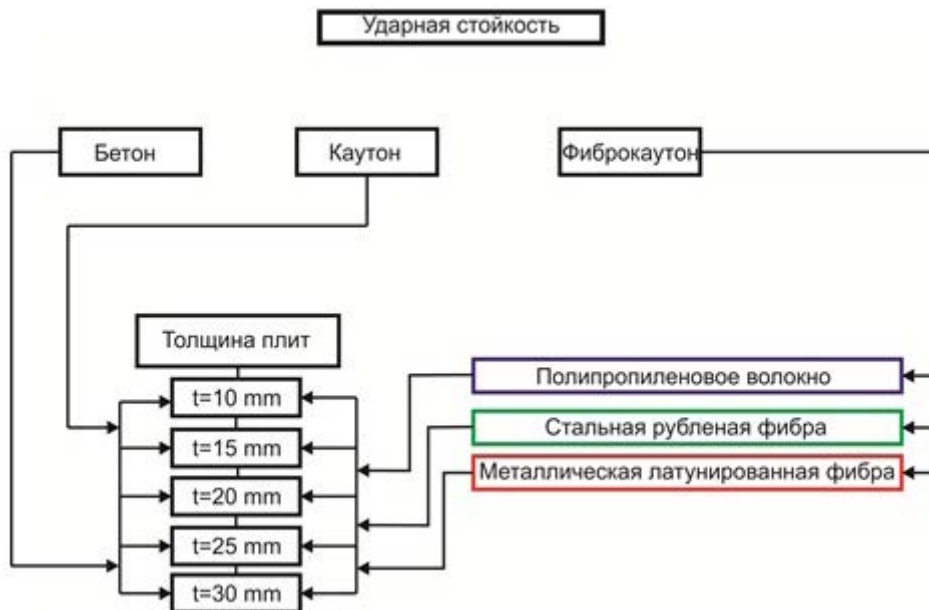 Ударная стойкость
Бетон
Каутон
Фиброкаутон
Толщина плит
t=10 mm
t=15 mm
t=20 mm
t=25 mm
t=30 mm
Полипропиленовое волокно
Стальная рубленая фибра
Металлическая латунированная фибра